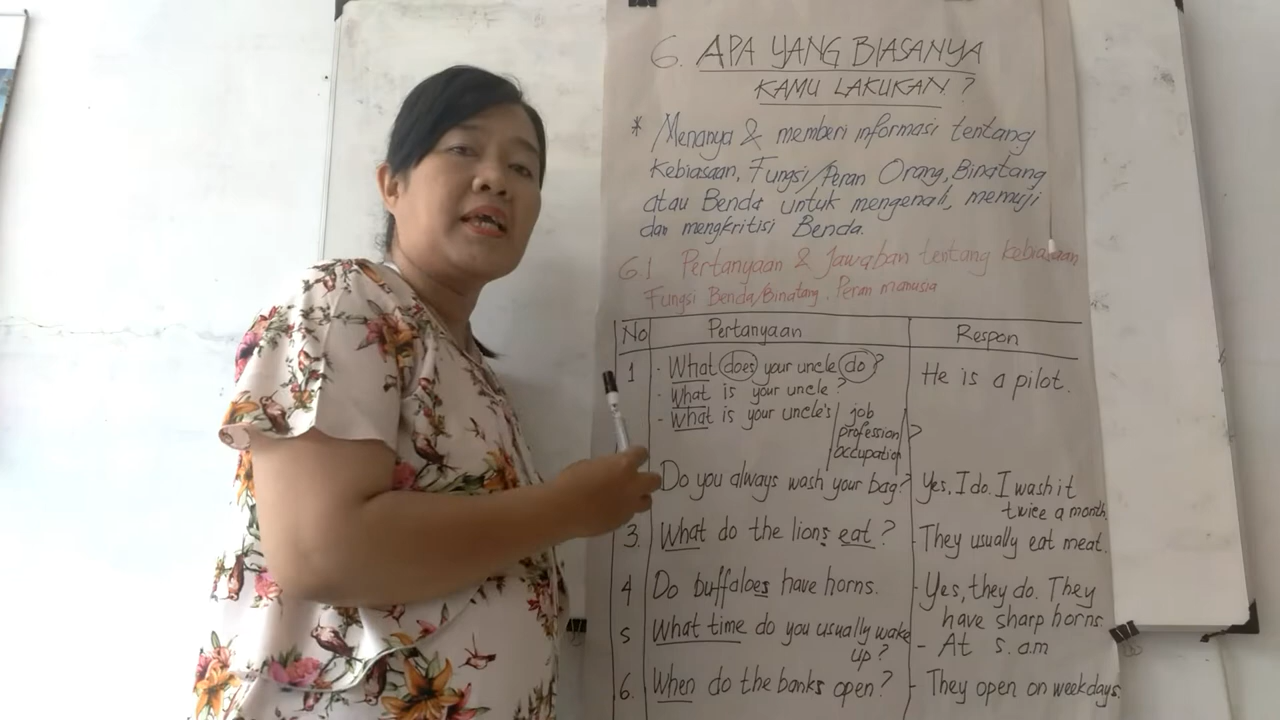 6. APA YANG BIASANYA
KAMU LAKUKAN ?
* Menanya & memberi informasi tentang
Kebiasaan, Fungsi/Peran Orang, Binatang
atau Benda untuk mengenali, memuji
dan mengkritisi Benda.
6.1 Pertanyaan & Jawaban tentang Kebiasaan
Fungsi Benda/Binatang, Peran manusia
No Pertanyaan Respon
1 - What does your uncle do ? He is a pilot.
- What is your uncle ?
- What is your uncle's job ?
profession
occupation
Do you always wash your bag? Yes, I do. I wash it
twice a month.
3. What do the lions eat ? - They usually eat meat.
4 Do buffaloes have horns. - Yes, they do. They
have sharp horns.
5 What time do you usually wake - At 5.am
up ?
6. When do the banks open ? - They open on weekdays.